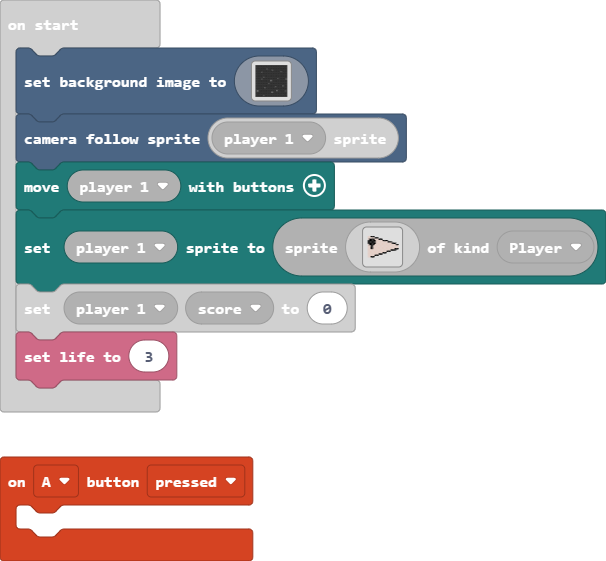 on start
set background image to
camera follow sprite player 1 sprite
move player 1 with buttons
set player 1 sprite to sprite of kind Player
set player 1 score to 0
set life to 3
on A button pressed